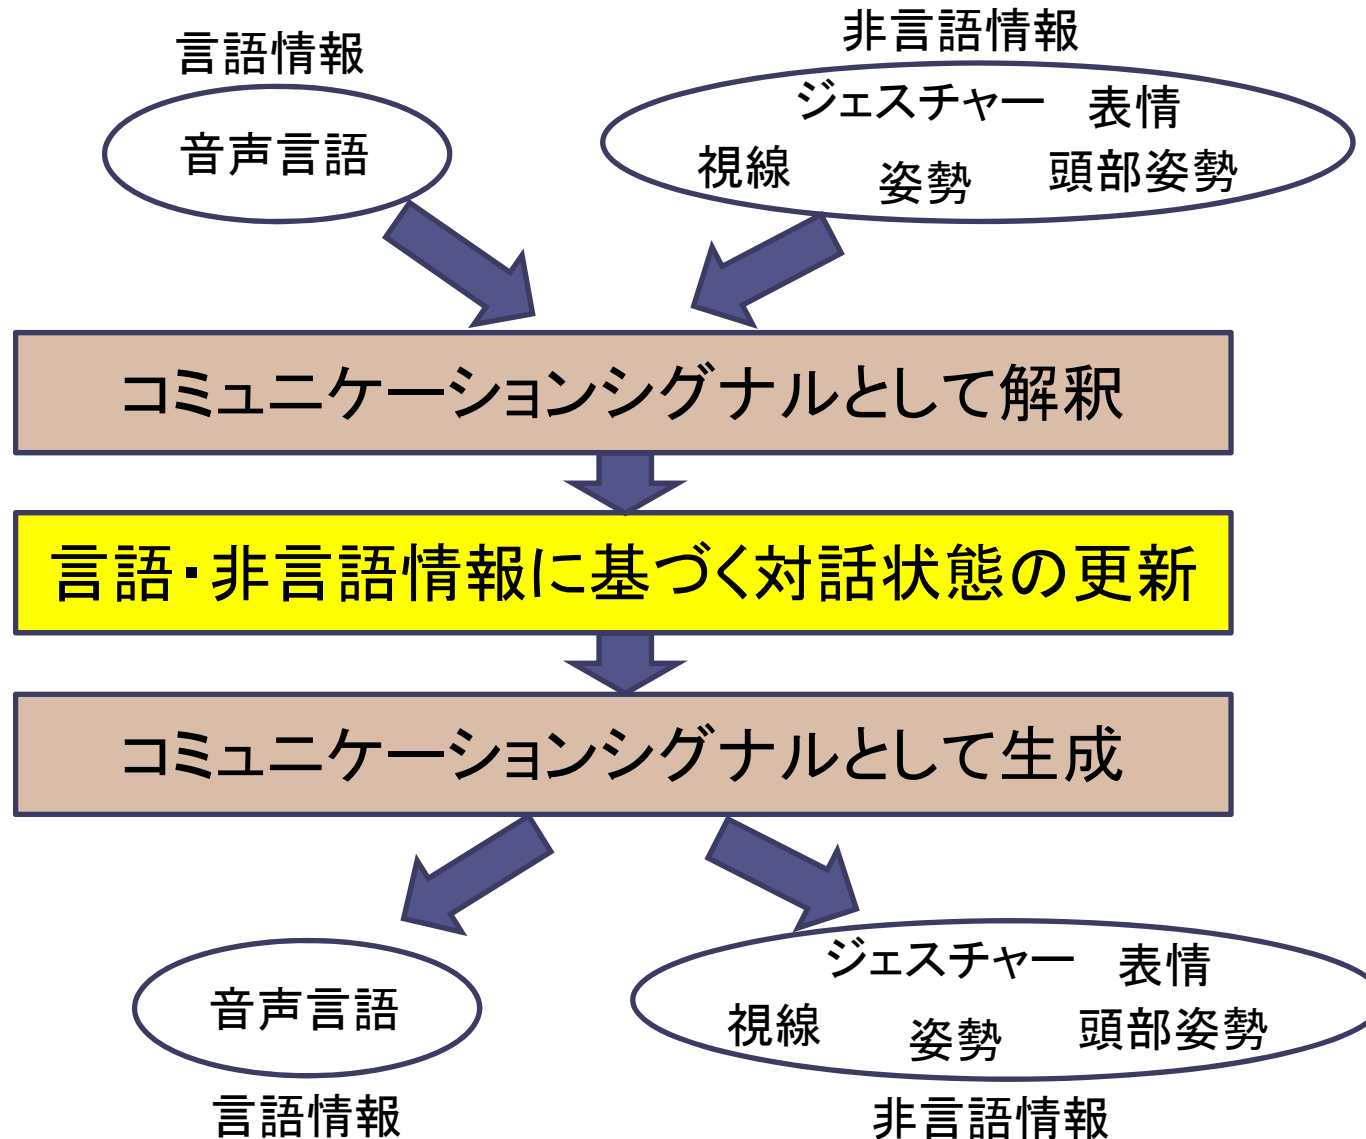 言語情報
非言語情報
音声言語
ジェスチャー 表情
視線 姿勢 頭部姿勢
コミュニケーションシグナルとして解釈
言語・非言語情報に基づく対話状態の更新
コミュニケーションシグナルとして生成
音声言語
ジェスチャー 表情
視線 姿勢 頭部姿勢
言語情報
非言語情報